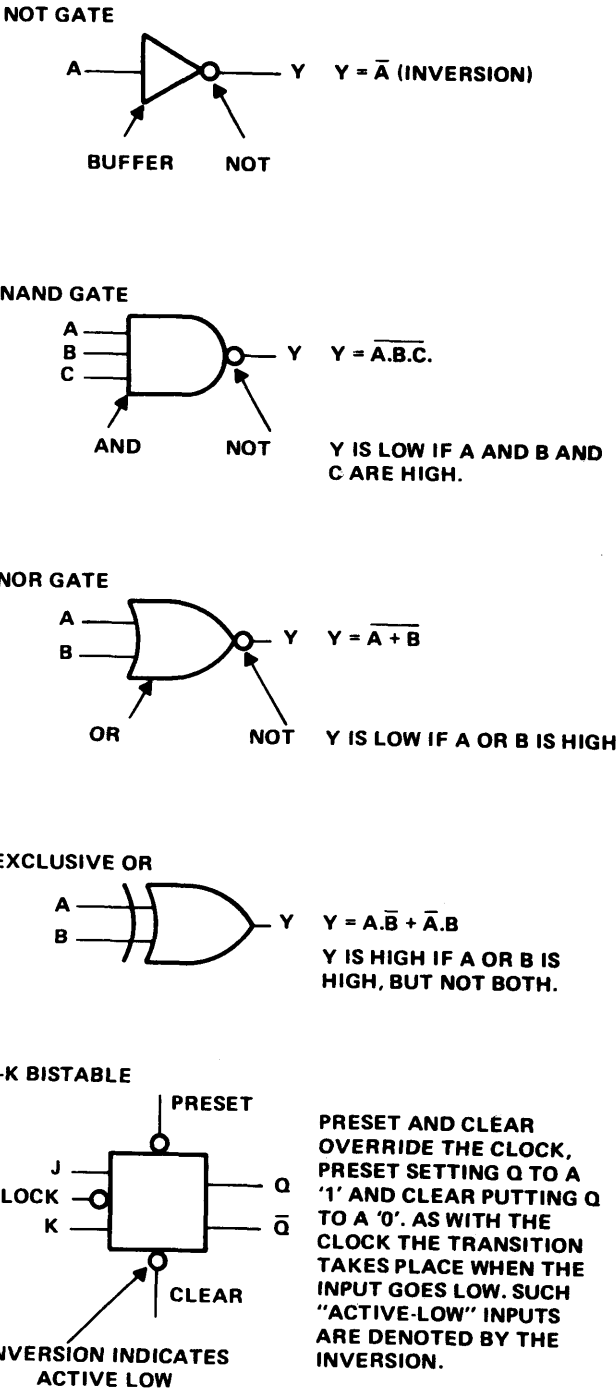 NOT GATE
A
Y
Y = A̅ (INVERSION)
BUFFER
NOT
NAND GATE
A
B
C
Y
Y = A̅.̅B̅.̅C̅.
AND
NOT
Y IS LOW IF A AND B AND
C ARE HIGH.
NOR GATE
A
B
Y
Y = A̅ ̅+̅ ̅B̅
OR
NOT
Y IS LOW IF A OR B IS HIGH
EXCLUSIVE OR
A
B
Y
Y = A.B̅ + A̅.B
Y IS HIGH IF A OR B IS
HIGH, BUT NOT BOTH.
-K BISTABLE
PRESET
J
LOCK
K
Q
Q̅
CLEAR
NVERSION INDICATES
ACTIVE LOW
PRESET AND CLEAR
OVERRIDE THE CLOCK,
PRESET SETTING Q TO A
'1' AND CLEAR PUTTING Q
TO A '0'. AS WITH THE
CLOCK THE TRANSITION
TAKES PLACE WHEN THE
INPUT GOES LOW. SUCH
"ACTIVE-LOW" INPUTS
ARE DENOTED BY THE
INVERSION.